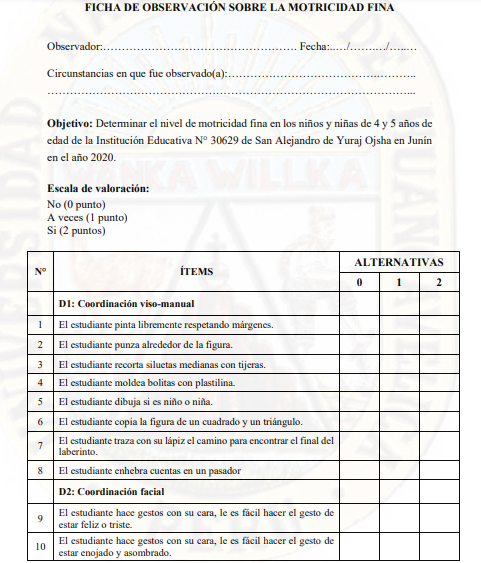 FICHA DE OBSERVACIÓN SOBRE LA MOTRICIDAD FINA
Observador:…………………………………………… Fecha:…../………../………
Circunstancias en que fue observado(a):…………………………………………
……………………………………………………………………………………..
Objetivo: Determinar el nivel de motricidad fina en los niños y niñas de 4 y 5 años de
edad de la Institución Educativa N° 30629 de San Alejandro de Yuraj Ojsha en Junín
en el año 2020.
WANKA WILLKA
Escala de valoración:
No (0 punto)
A veces (1 punto)
Si (2 puntos)
N° ÍTEMS ALTERNATIVAS
0 1 2
D1: Coordinación viso-manual
1 El estudiante pinta libremente respetando márgenes.
2 El estudiante punza alrededor de la figura.
3 El estudiante recorta siluetas medianas con tijeras.
4 El estudiante moldea bolitas con plastilina.
5 El estudiante dibuja si es niño o niña.
6 El estudiante copia la figura de un cuadrado y un triángulo.
7 El estudiante traza con su lápiz el camino para encontrar el final del
laberinto.
8 El estudiante enhebra cuentas en un pasador
D2: Coordinación facial
9 El estudiante hace gestos con su cara, le es fácil hacer el gesto de
estar feliz o triste.
10 El estudiante hace gestos con su cara, le es fácil hacer el gesto de
estar enojado y asombrado.